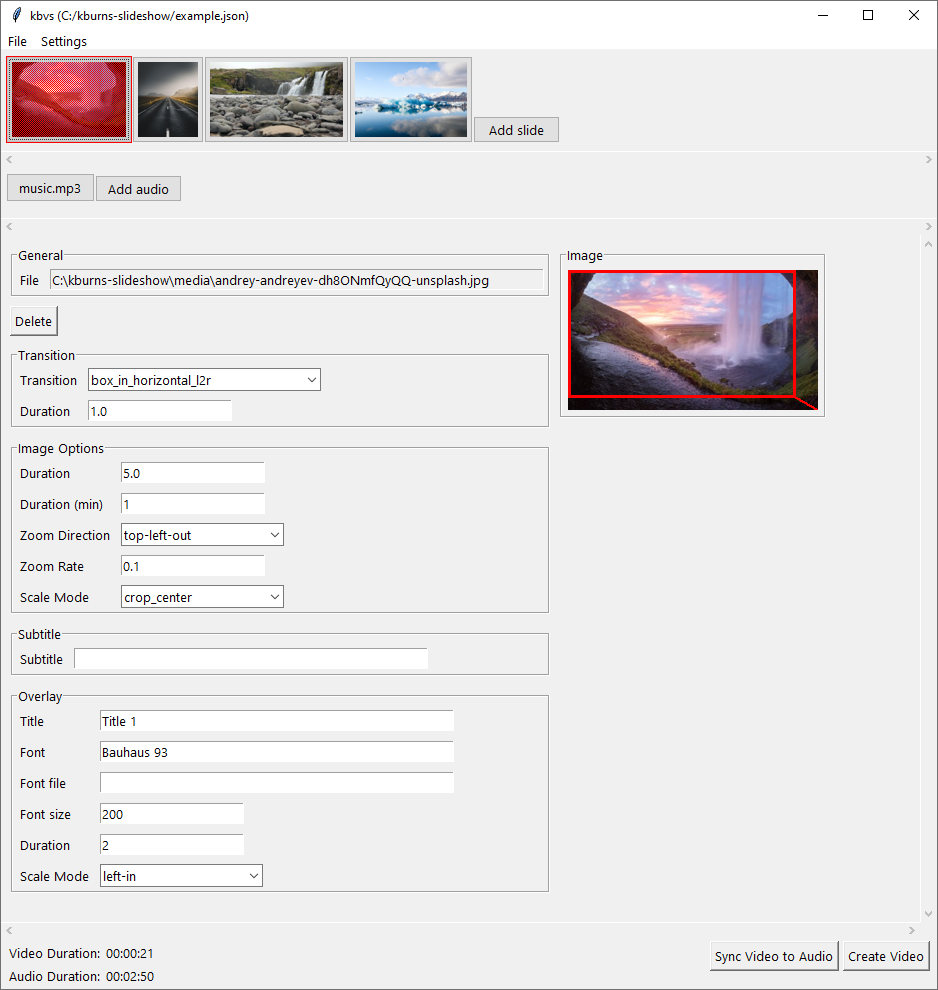 kbvs (C:/kburns-slideshow/example.json)
File Settings
Add slide
music.mp3 Add audio
General
File C:\kburns-slideshow\media\andrey-andreyev-dh8ONmfQyQQ-unsplash.jpg
Delete
Transition
Transition box_in_horizontal_l2r
Duration 1.0
Image Options
Duration 5.0
Duration (min) 1
Zoom Direction top-left-out
Zoom Rate 0.1
Scale Mode crop_center
Subtitle
Subtitle
Overlay
Title Title 1
Font Bauhaus 93
Font file
Font size 200
Duration 2
Scale Mode left-in
Image
Video Duration: 00:00:21
Audio Duration: 00:02:50
Sync Video to Audio Create Video